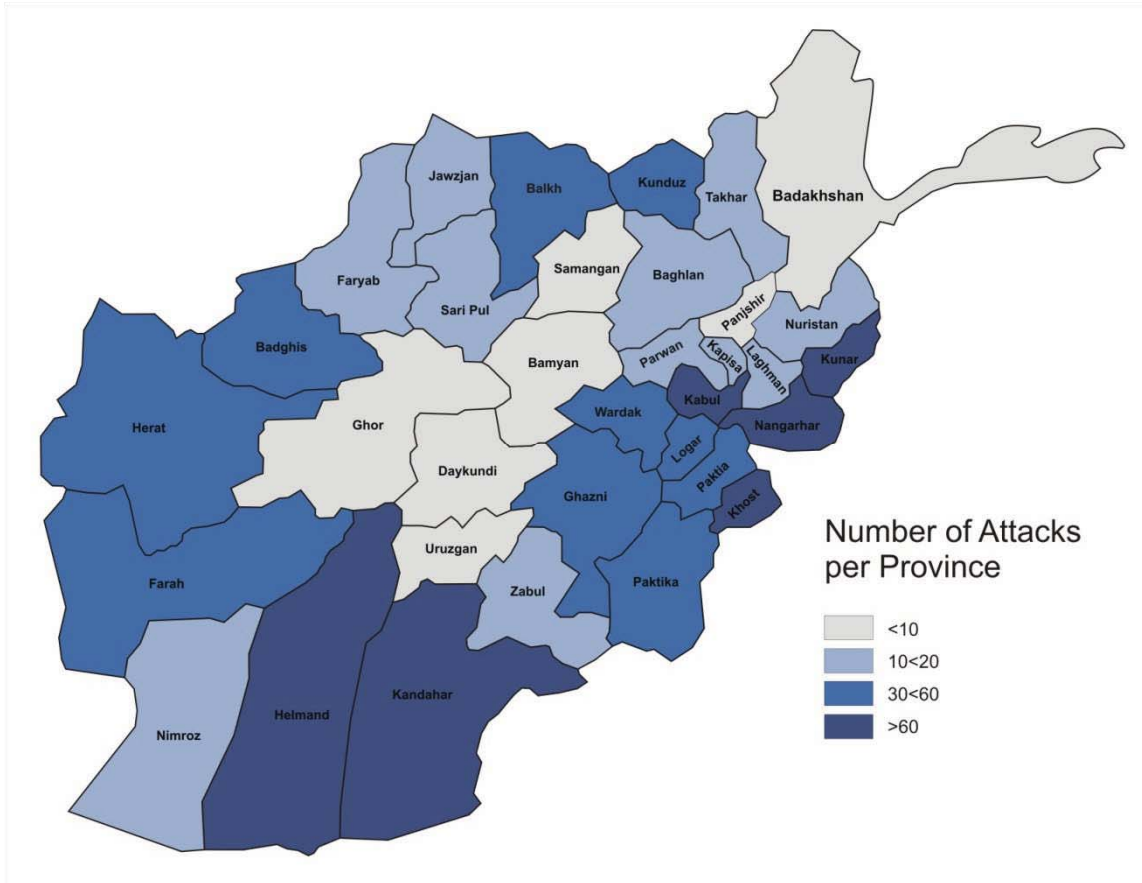 Jawzjan
Balkh
Kunduz
Takhar
Badakhshan
Faryab
Sari Pul
Samangan
Baghlan
Panjshir
Nuristan
Badghis
Bamyan
Parwan
Kapisa
Laghman
Kunar
Herat
Ghor
Wardak
Kabul
Nangarhar
Daykundi
Ghazni
Logar
Paktia
Khost
Uruzgan
Farah
Zabul
Paktika
Nimroz
Helmand
Kandahar
Number of Attacks
per Province
<10
10<20
30<60
>60